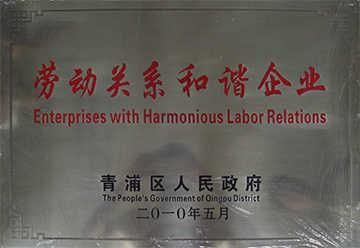 劳动关系和谐企业
Enterprises with Harmonious Labor Relations
青浦区人民政府
The People's Government of Qingpu District
二〇一〇年五月